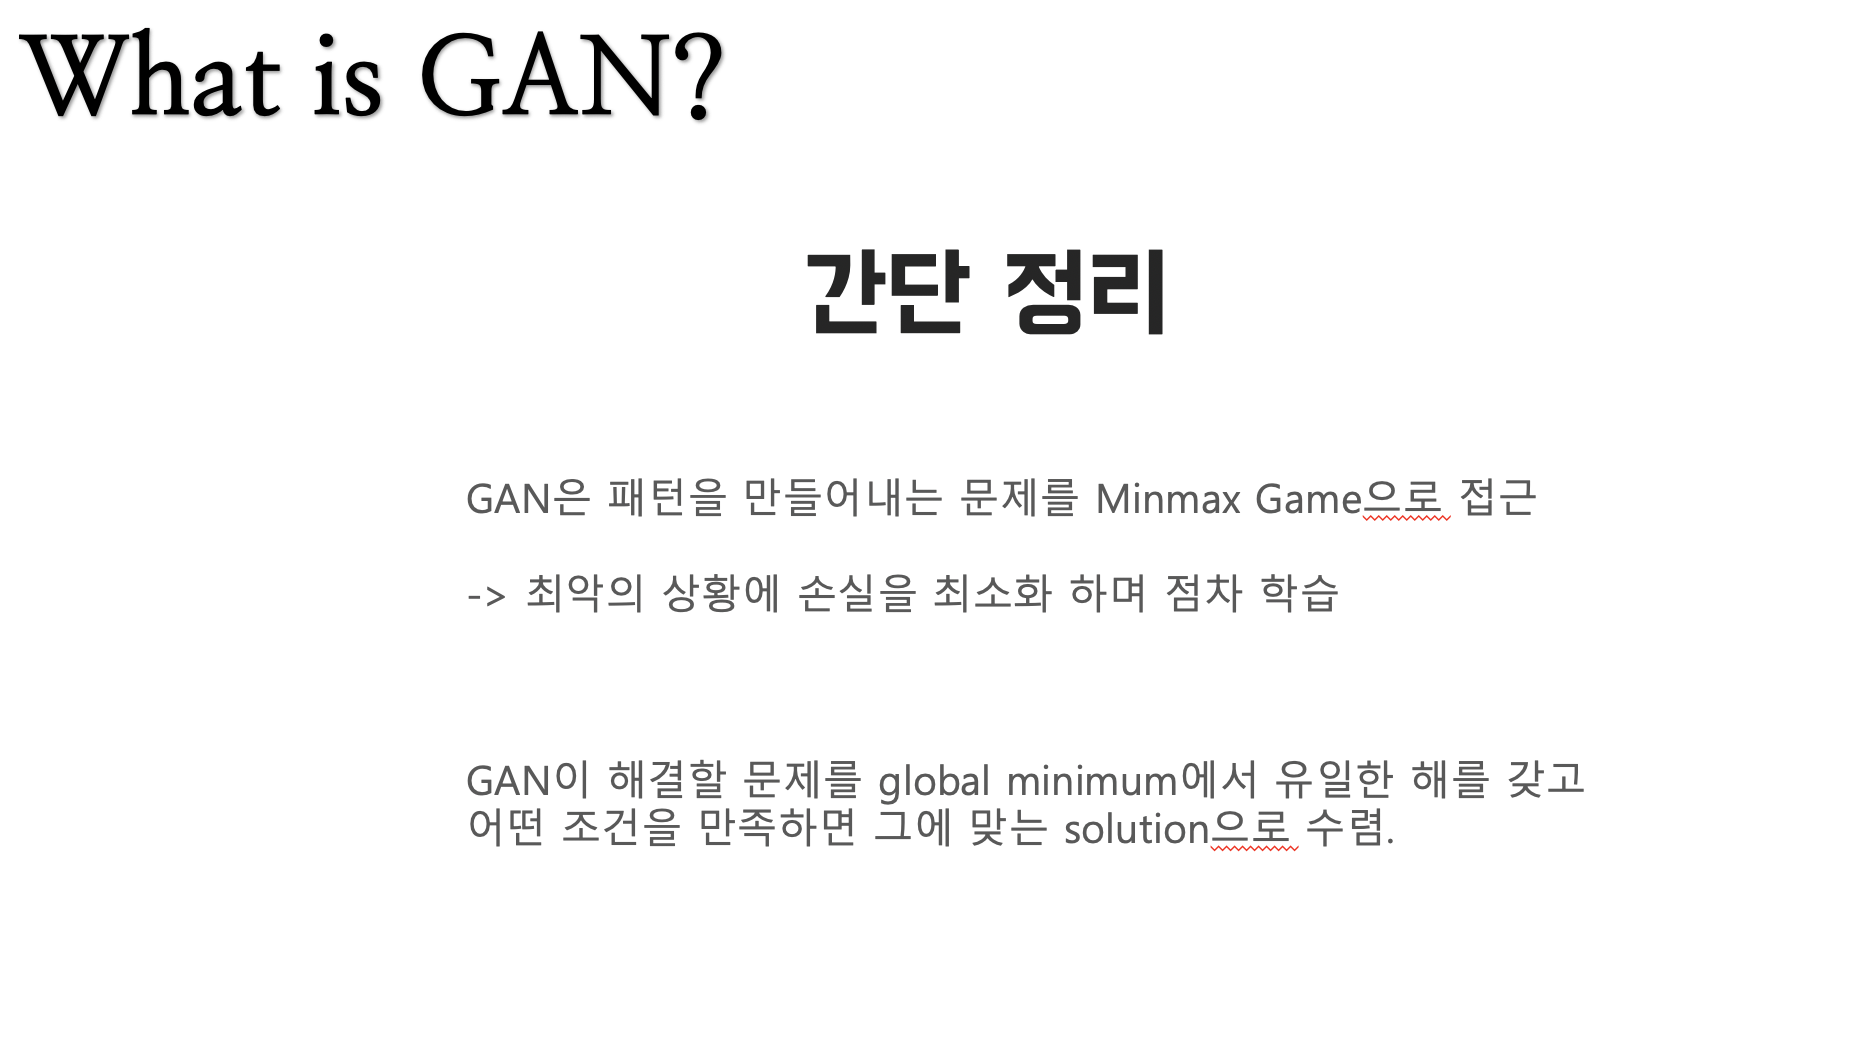 What is GAN?
간단 정리
GAN은 패턴을 만들어내는 문제를 Minmax Game으로 접근
-> 최악의 상황에 손실을 최소화 하며 점차 학습
GAN이 해결할 문제를 global minimum에서 유일한 해를 갖고
어떤 조건을 만족하면 그에 맞는 solution으로 수렴.